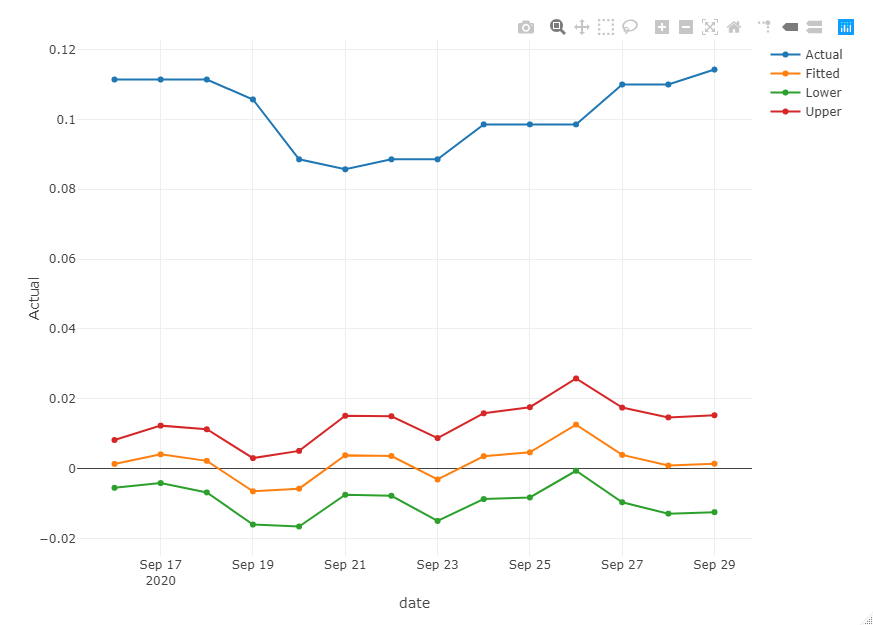 Actual
Fitted
Lower
Upper
0.12
0.1
0.08
0.06
0.04
0.02
0
−0.02
Actual
Sep 17
2020
Sep 19
Sep 21
Sep 23
Sep 25
Sep 27
Sep 29
date